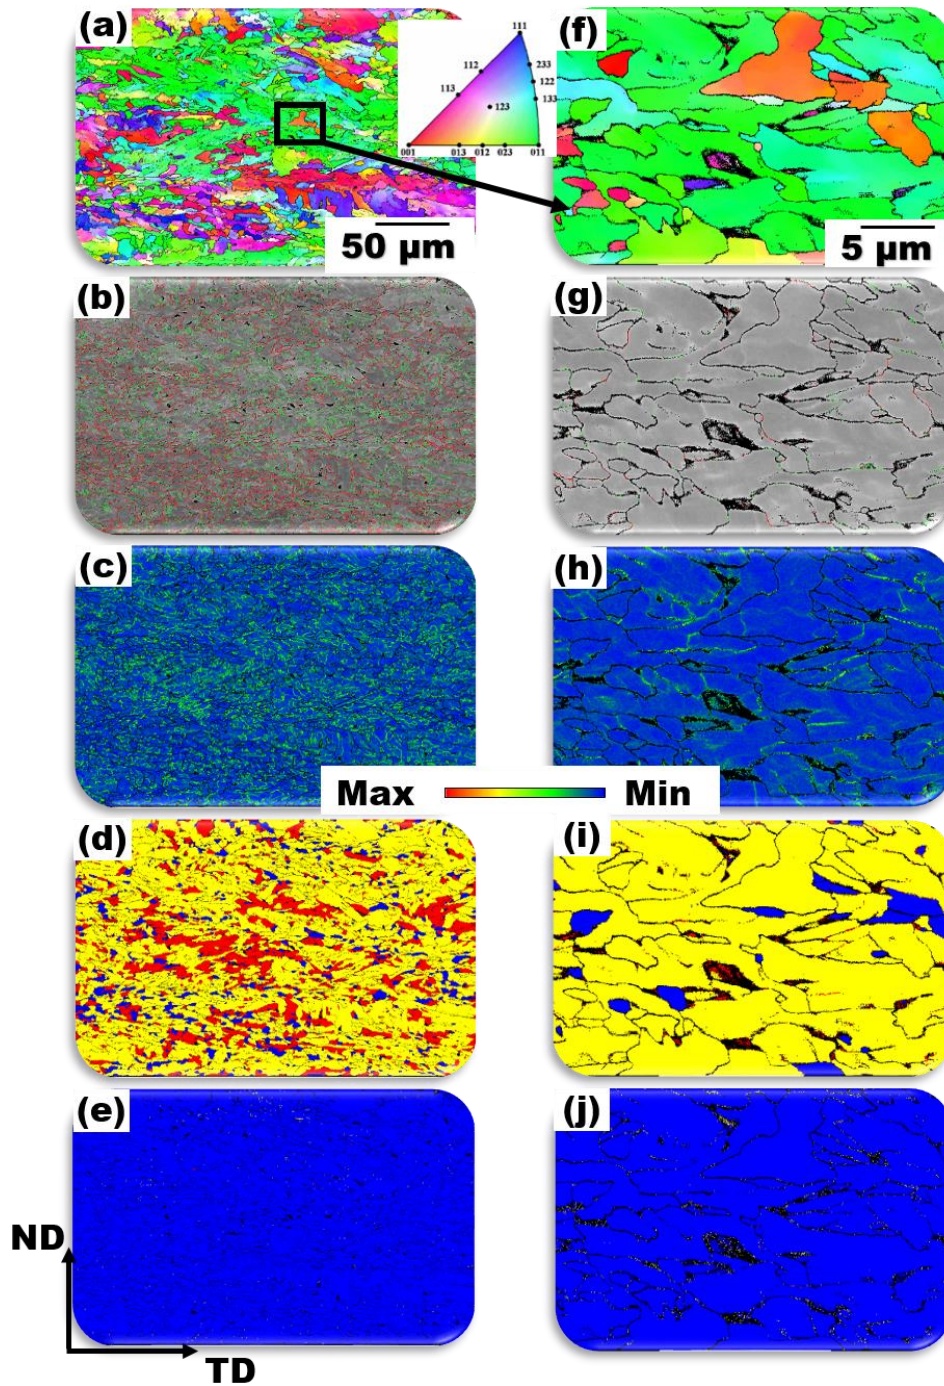 (a)
(f)
111
233
122
133
112
113
123
001
013
012
023
011
50 μm
5 μm
(b)
(g)
(c)
(h)
Max
Min
(d)
(i)
(e)
(j)
ND
TD